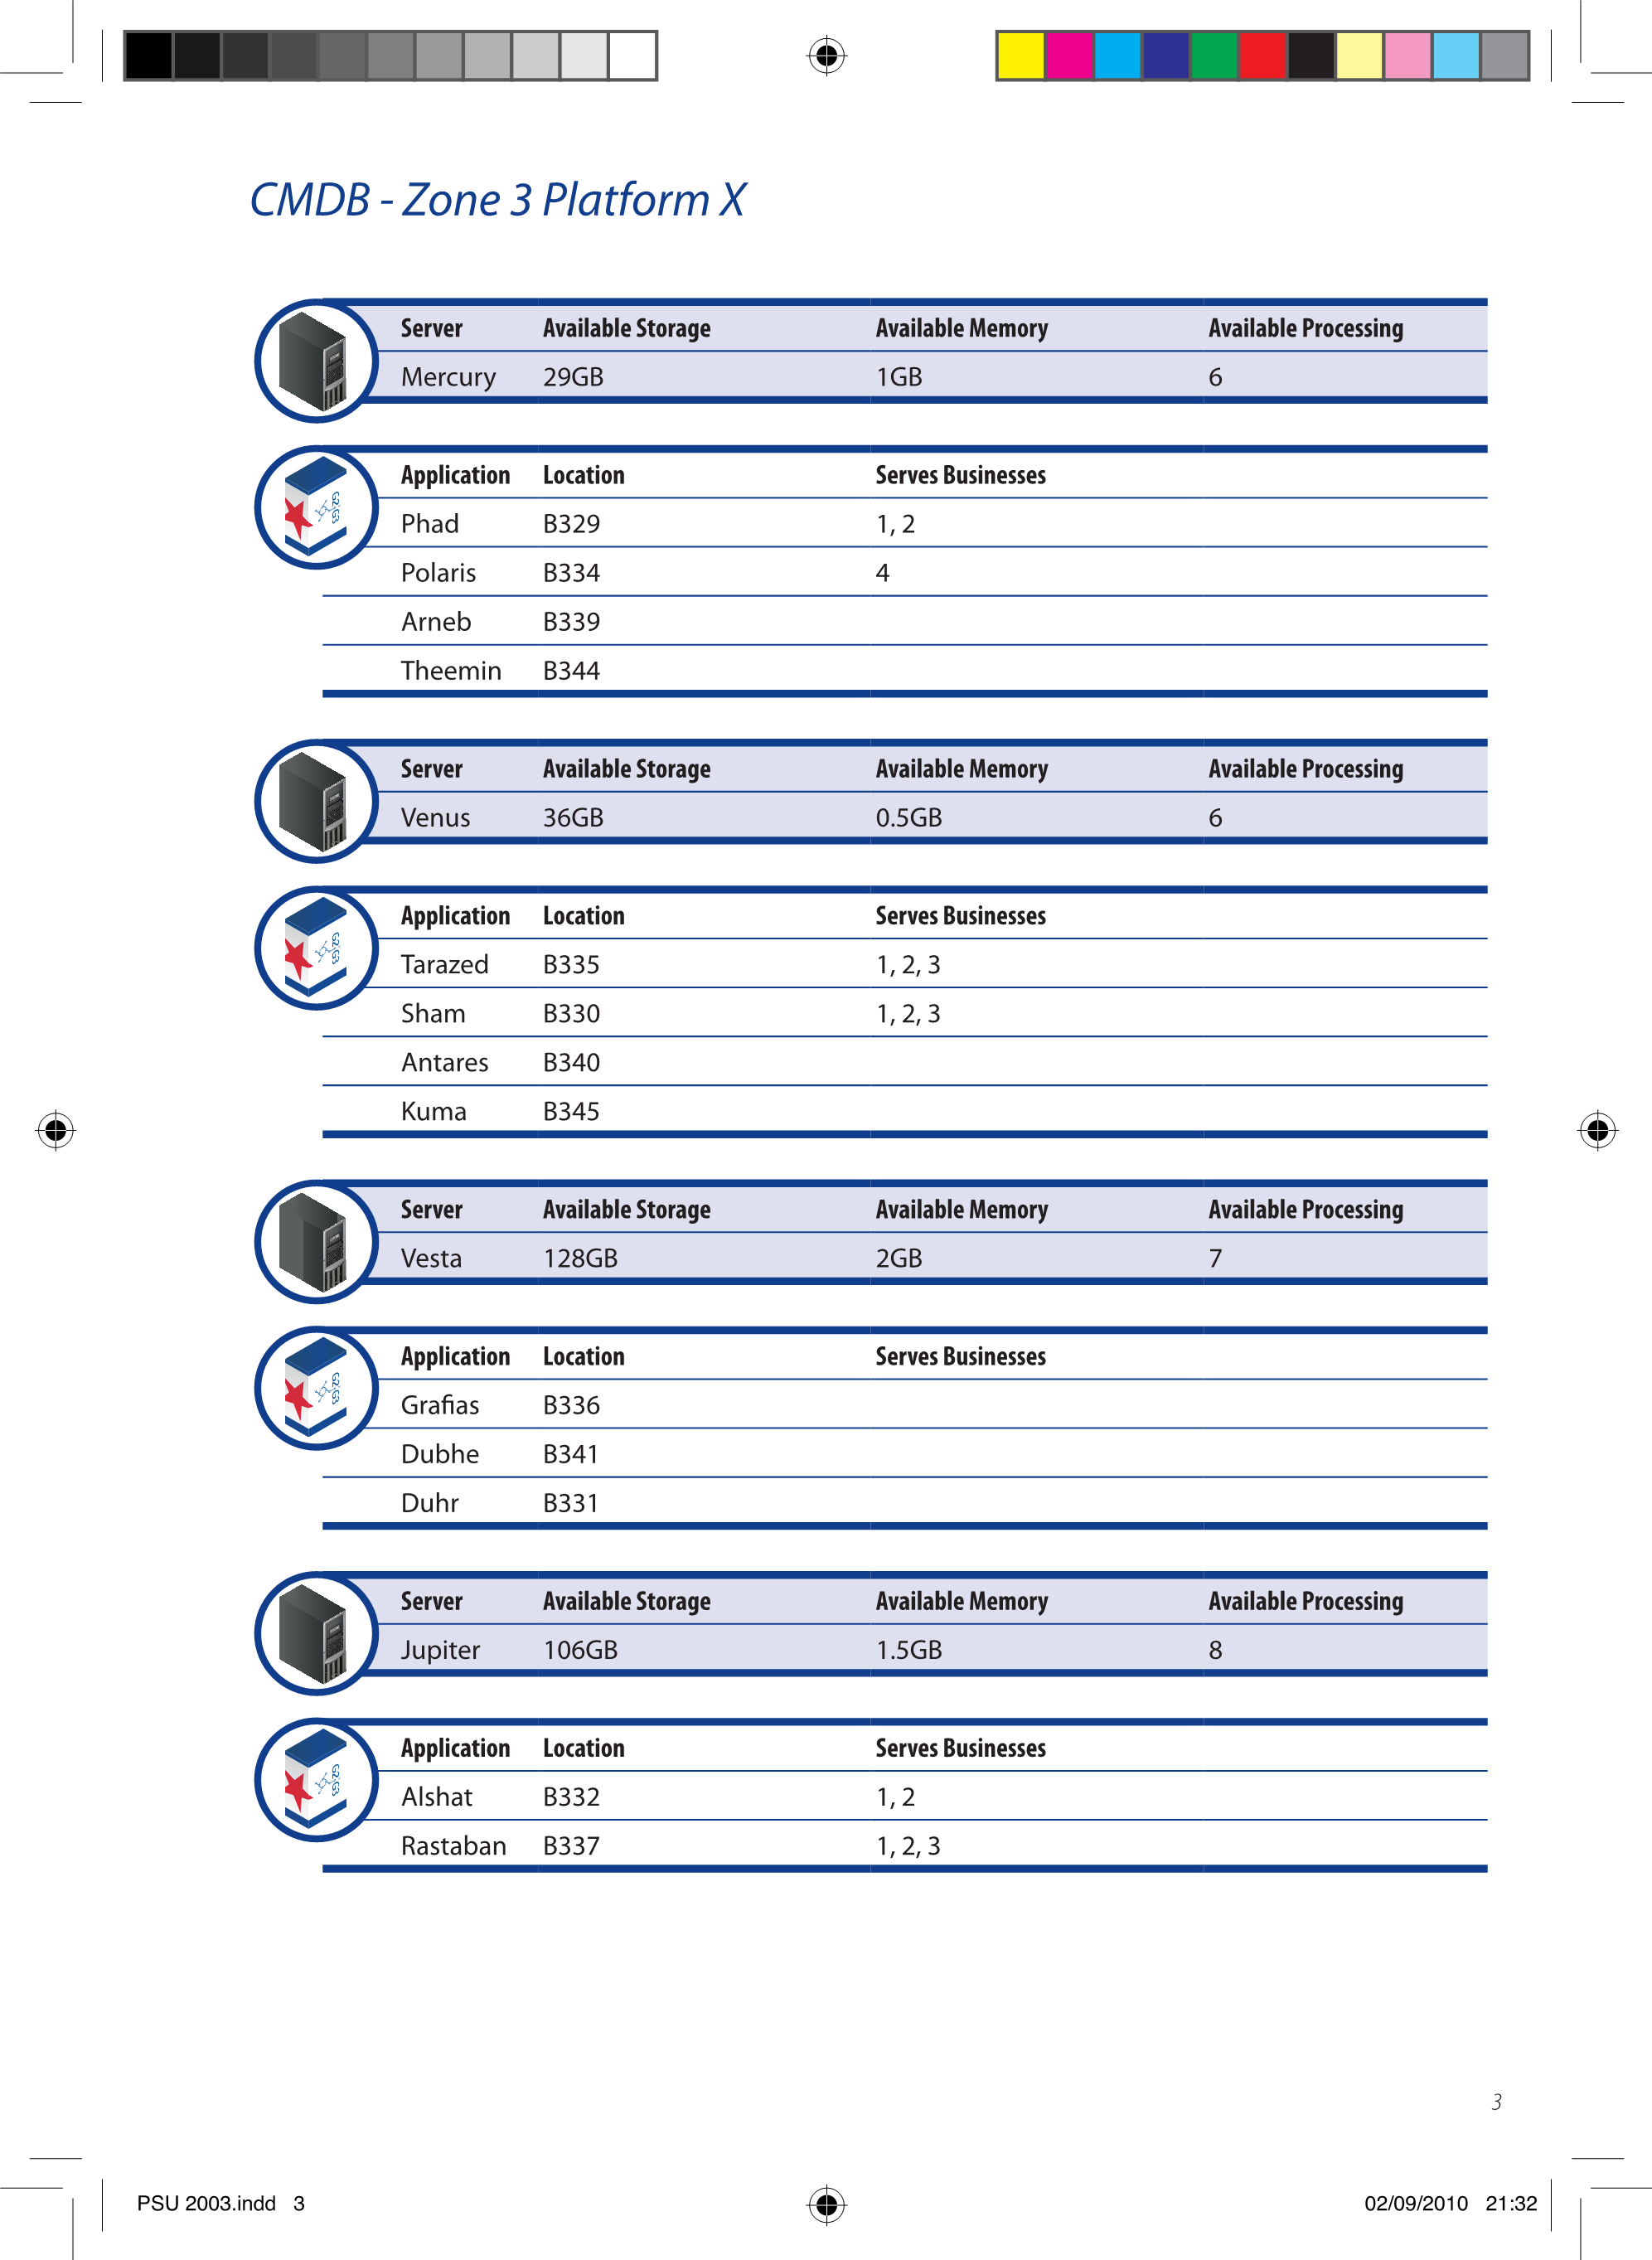 CMDB - Zone 3 Platform X
Server Available Storage Available Memory Available Processing
Mercury 29GB 1GB 6
Application Location Serves Businesses
Phad B329 1, 2
Polaris B334 4
Arneb B339
Theemin B344
Server Available Storage Available Memory Available Processing
Venus 36GB 0.5GB 6
Application Location Serves Businesses
Tarazed B335 1, 2, 3
Sham B330 1, 2, 3
Antares B340
Kuma B345
Server Available Storage Available Memory Available Processing
Vesta 128GB 2GB 7
Application Location Serves Businesses
Grafias B336
Dubhe B341
Duhr B331
Server Available Storage Available Memory Available Processing
Jupiter 106GB 1.5GB 8
Application Location Serves Businesses
Alshat B332 1, 2
Rastaban B337 1, 2, 3
3
PSU 2003.indd 3 02/09/2010 21:32